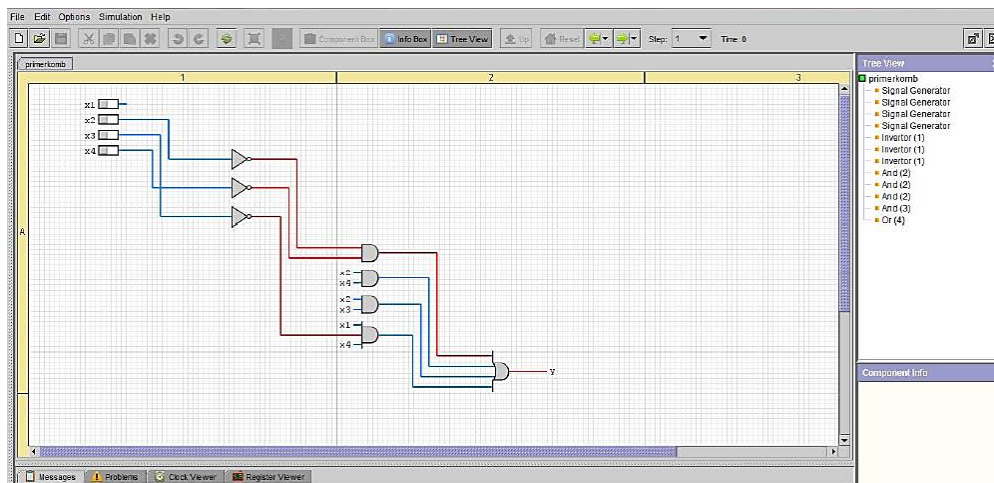 File Edit Options Simulation Help
Component Box Info Box Tree View Up Reset Step: 1 Time: 0
primerkomb
1 2 3
A
x1
x2
x3
x4
x2
x4
x2
x3
x1
x4
y
Tree View
primerkomb
Signal Generator
Signal Generator
Signal Generator
Signal Generator
Invertor (1)
Invertor (1)
Invertor (1)
And (2)
And (2)
And (2)
And (3)
Or (4)
Component Info
Messages Problems Clock Viewer Register Viewer